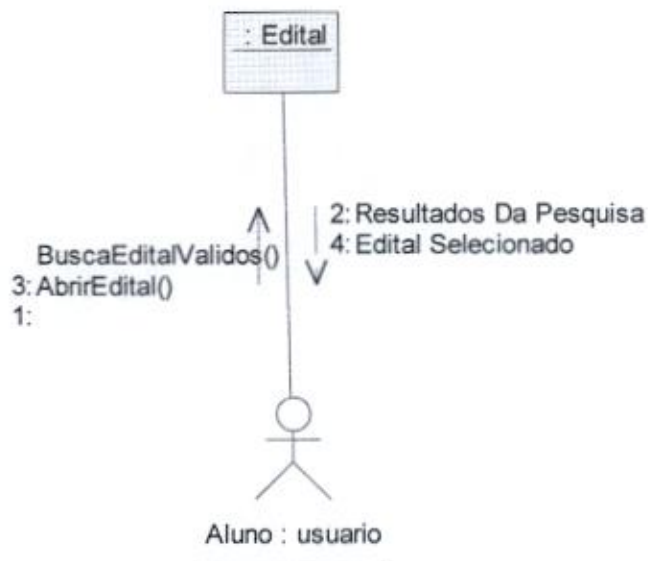 : Edital
2: Resultados Da Pesquisa
4: Edital Selecionado
BuscaEditalValidos()
3: AbrirEdital()
1:
Aluno : usuario